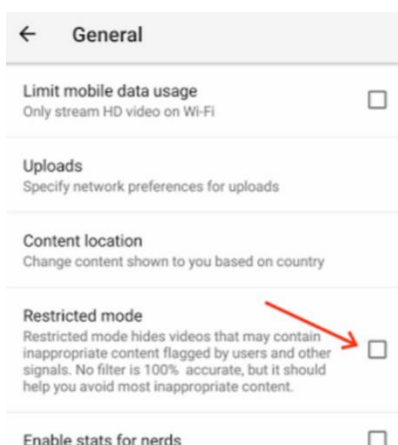 General
Limit mobile data usage
Only stream HD video on Wi-Fi
Uploads
Specify network preferences for uploads
Content location
Change content shown to you based on country
Restricted mode
Restricted mode hides videos that may contain
inappropriate content flagged by users and other
signals. No filter is 100% accurate, but it should
help you avoid most inappropriate content.
Enable stats for nerds